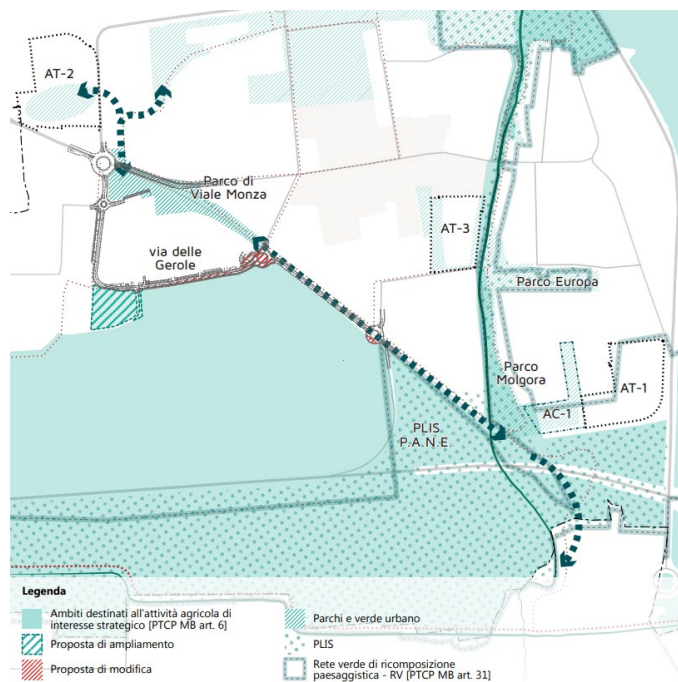 AT-2
Parco di
Viale Monza
via delle
Gerole
AT-3
Parco Europa
Parco
Molgora
AT-1
AC-1
PLIS
P.A.N.E.
Legenda
Ambiti destinati all'attività agricola di
interesse strategico [PTCP MB art. 6]
Proposta di ampliamento
Proposta di modifica
Parchi e verde urbano
PLIS
Rete verde di ricomposizione
paesaggistica - RV [PTCP MB art. 31]